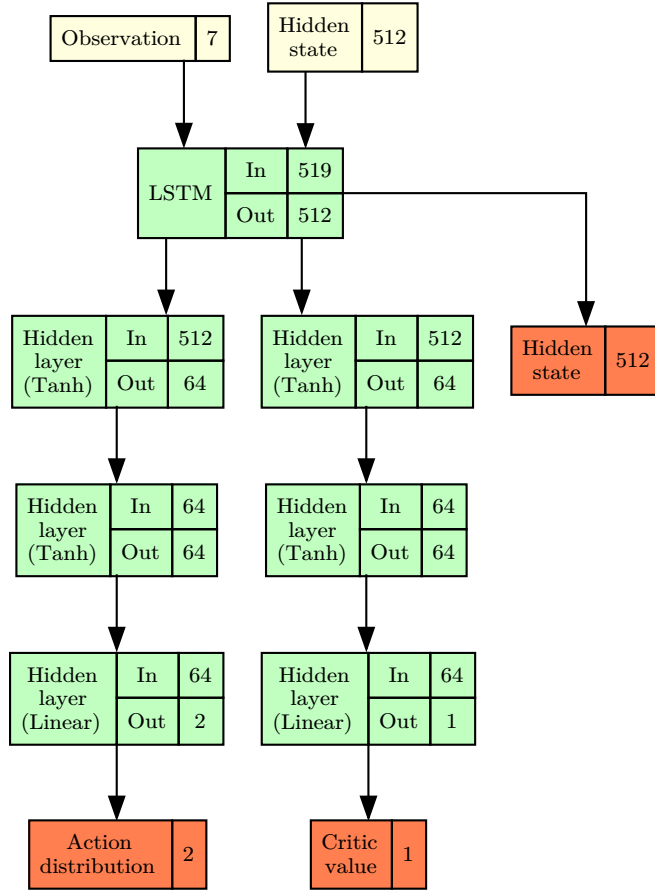 Observation 7
Hidden
state
512
LSTM
In 519
Out 512
Hidden
layer
(Tanh)
In 512
Out 64
Hidden
layer
(Tanh)
In 512
Out 64
Hidden
state
512
Hidden
layer
(Tanh)
In 64
Out 64
Hidden
layer
(Tanh)
In 64
Out 64
Hidden
layer
(Linear)
In 64
Out 2
Hidden
layer
(Linear)
In 64
Out 1
Action
distribution
2
Critic
value
1